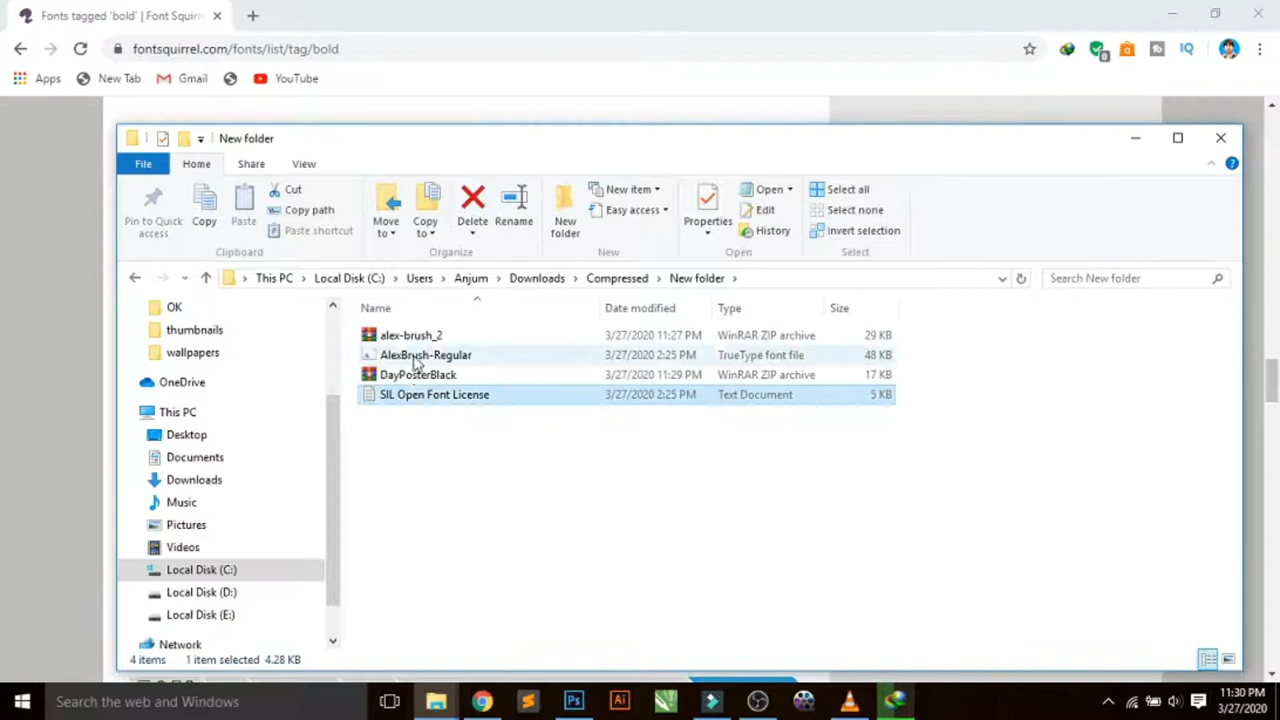 Fonts tagged 'bold' | Font Squirr
fontsquirrel.com/fonts/list/tag/bold
Apps New Tab Gmail YouTube
New folder
File Home Share View
Pin to Quick access
Copy
Paste
Cut
Copy path
Paste shortcut
Move to
Copy to
Delete
Rename
New folder
New item
Easy access
Properties
Open
Edit
History
Select all
Select none
Invert selection
Clipboard Organize New Open Select
This PC Local Disk (C:) Users Anjum Downloads Compressed New folder
Search New folder
OK
thumbnails
wallpapers
OneDrive
This PC
Desktop
Documents
Downloads
Music
Pictures
Videos
Local Disk (C:)
Local Disk (D:)
Local Disk (E:)
Network
Name Date modified Type Size
alex-brush_2 3/27/2020 11:27 PM WinRAR ZIP archive 29 KB
AlexBrush-Regular 3/27/2020 2:25 PM TrueType font file 48 KB
DayPosterBlack 3/27/2020 11:29 PM WinRAR ZIP archive 17 KB
SIL Open Font License 3/27/2020 2:25 PM Text Document 5 KB
4 items 1 item selected 4.28 KB
Search the web and Windows
Ps
Ai
11:30 PM
3/27/2020